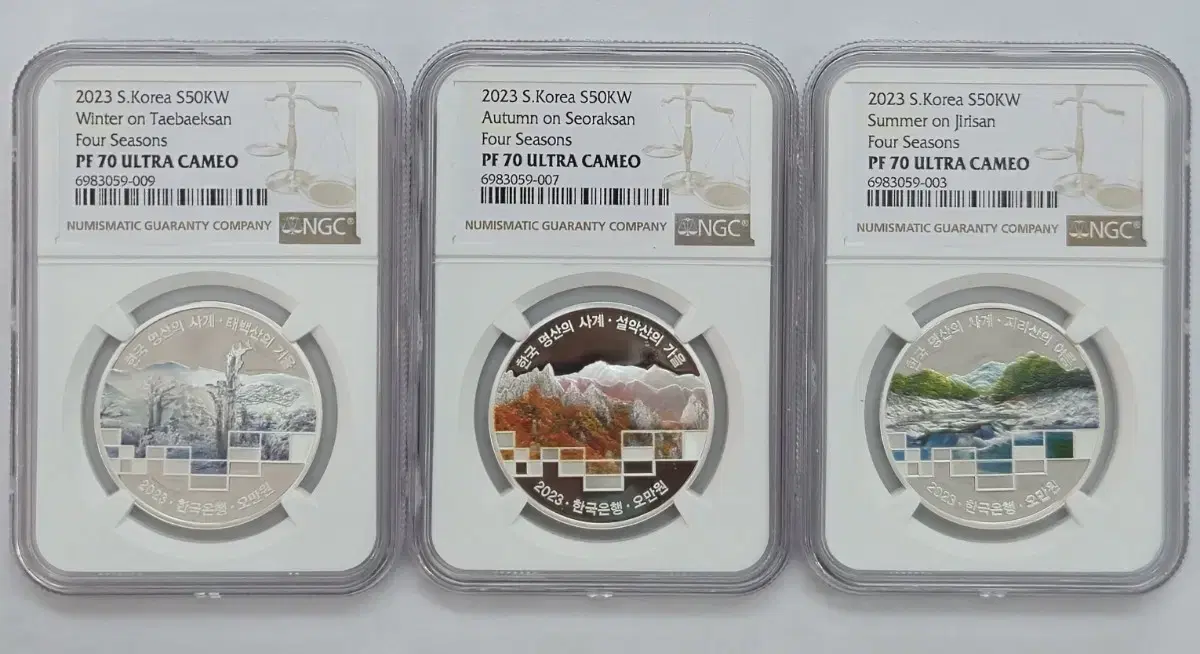 2023 S.Korea S50KW
Winter on Taebaeksan
Four Seasons
PF 70 ULTRA CAMEO
6983059-009
NUMISMATIC GUARANTY COMPANY
NGC®
한국 명산의 사계 · 태백산의 겨울
2023 · 한국은행 · 오만원
2023 S.Korea S50KW
Autumn on Seoraksan
Four Seasons
PF 70 ULTRA CAMEO
6983059-007
NUMISMATIC GUARANTY COMPANY
NGC®
한국 명산의 사계 · 설악산의 가을
2023 · 한국은행 · 오만원
2023 S.Korea S50KW
Summer on Jirisan
Four Seasons
PF 70 ULTRA CAMEO
6983059-003
NUMISMATIC GUARANTY COMPANY
NGC®
한국 명산의 사계 · 지리산의 여름
2023 · 한국은행 · 오만원